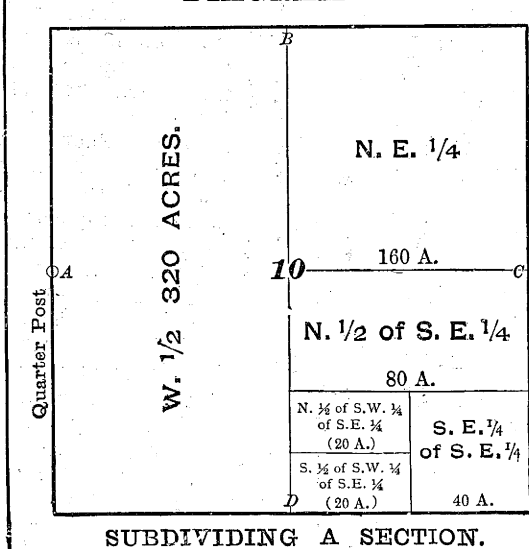 B
N. E. 1/4
160 A.
W. 1/2 320 ACRES.
A
10
C
Quarter Post
N. 1/2 of S. E. 1/4
80 A.
N. ½ of S.W. ¼
of S.E. ¼
(20 A.)
S. E. 1/4
of S. E. 1/4
S. ½ of S.W. ¼
of S.E. ¼
D
(20 A.)
40 A.
SUBDIVIDING A SECTION.